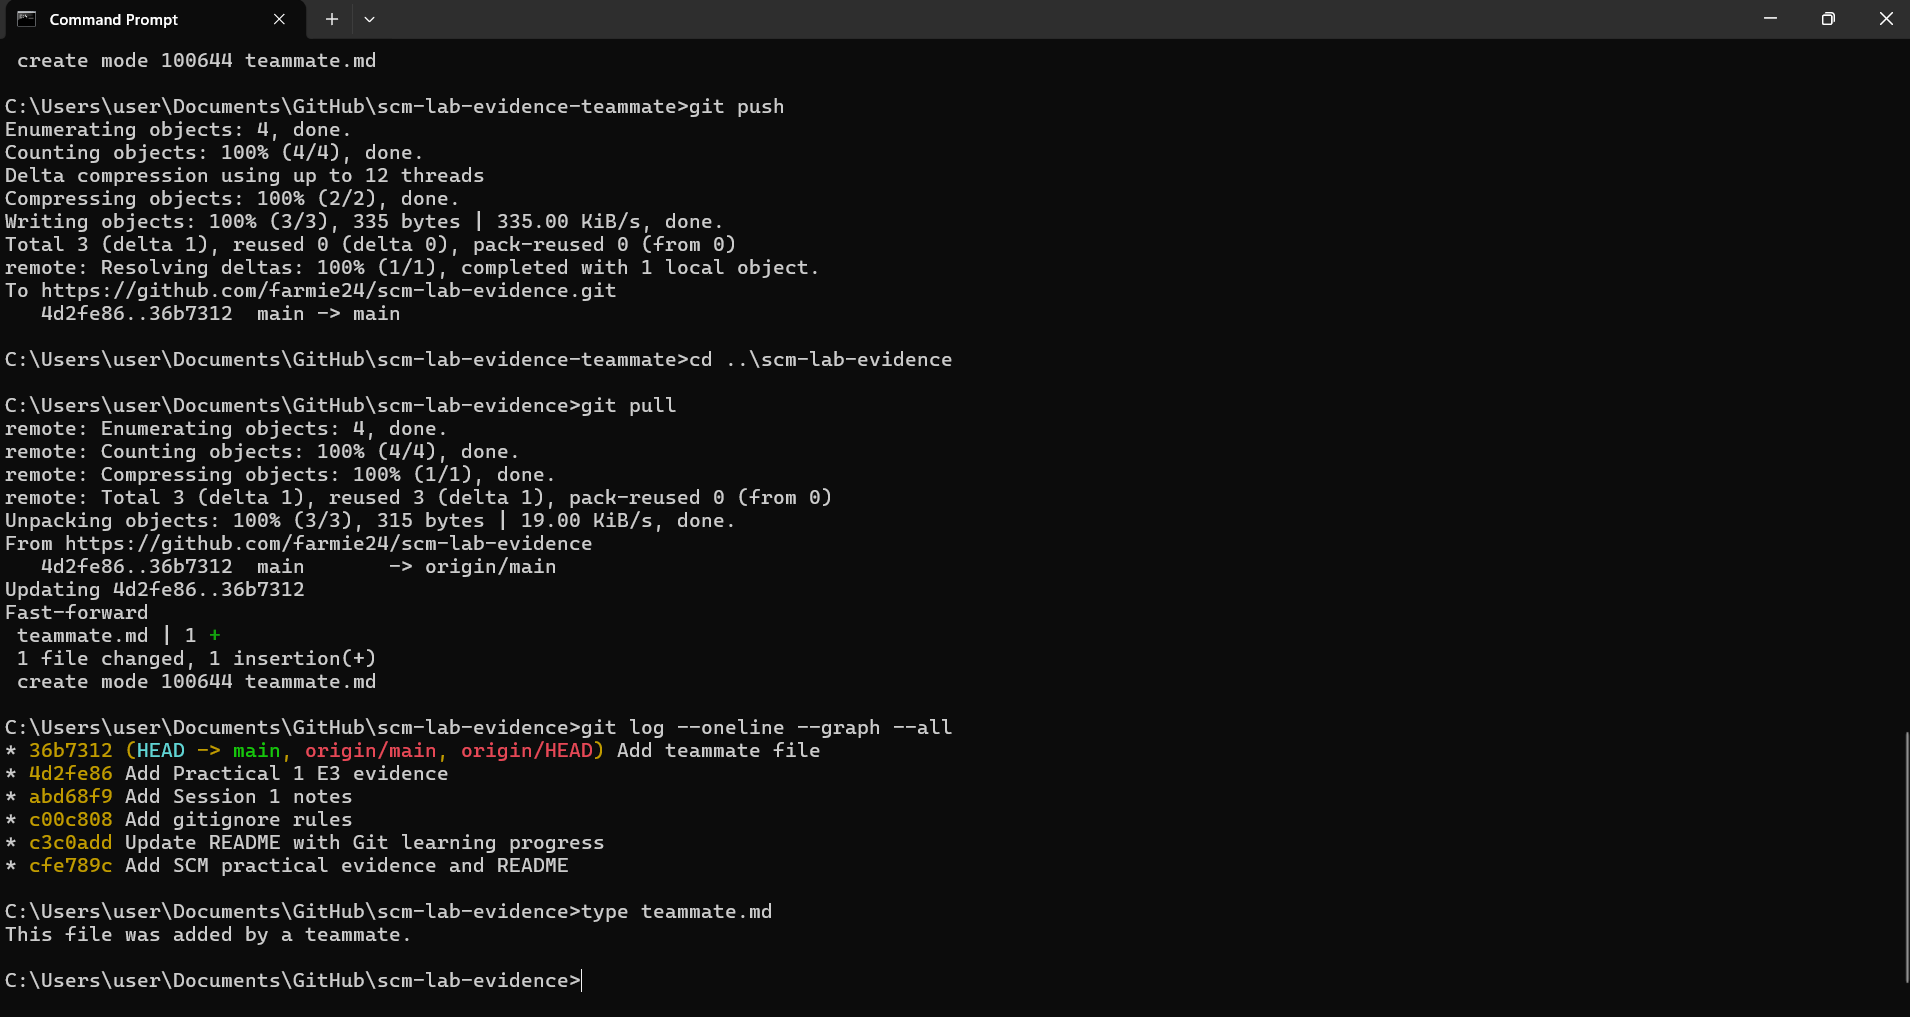 Command Prompt
create mode 100644 teammate.md
C:\Users\user\Documents\GitHub\scm-lab-evidence-teammate>git push
Enumerating objects: 4, done.
Counting objects: 100% (4/4), done.
Delta compression using up to 12 threads
Compressing objects: 100% (2/2), done.
Writing objects: 100% (3/3), 335 bytes | 335.00 KiB/s, done.
Total 3 (delta 1), reused 0 (delta 0), pack-reused 0 (from 0)
remote: Resolving deltas: 100% (1/1), completed with 1 local object.
To https://github.com/farmie24/scm-lab-evidence.git
   4d2fe86..36b7312  main -> main
C:\Users\user\Documents\GitHub\scm-lab-evidence-teammate>cd ..\scm-lab-evidence
C:\Users\user\Documents\GitHub\scm-lab-evidence>git pull
remote: Enumerating objects: 4, done.
remote: Counting objects: 100% (4/4), done.
remote: Compressing objects: 100% (1/1), done.
remote: Total 3 (delta 1), reused 3 (delta 1), pack-reused 0 (from 0)
Unpacking objects: 100% (3/3), 315 bytes | 19.00 KiB/s, done.
From https://github.com/farmie24/scm-lab-evidence
   4d2fe86..36b7312  main       -> origin/main
Updating 4d2fe86..36b7312
Fast-forward
 teammate.md | 1 +
 1 file changed, 1 insertion(+)
 create mode 100644 teammate.md
C:\Users\user\Documents\GitHub\scm-lab-evidence>git log --oneline --graph --all
* 36b7312 (HEAD -> main, origin/main, origin/HEAD) Add teammate file
* 4d2fe86 Add Practical 1 E3 evidence
* abd68f9 Add Session 1 notes
* c00c808 Add gitignore rules
* c3c0add Update README with Git learning progress
* cfe789c Add SCM practical evidence and README
C:\Users\user\Documents\GitHub\scm-lab-evidence>type teammate.md
This file was added by a teammate.
C:\Users\user\Documents\GitHub\scm-lab-evidence>